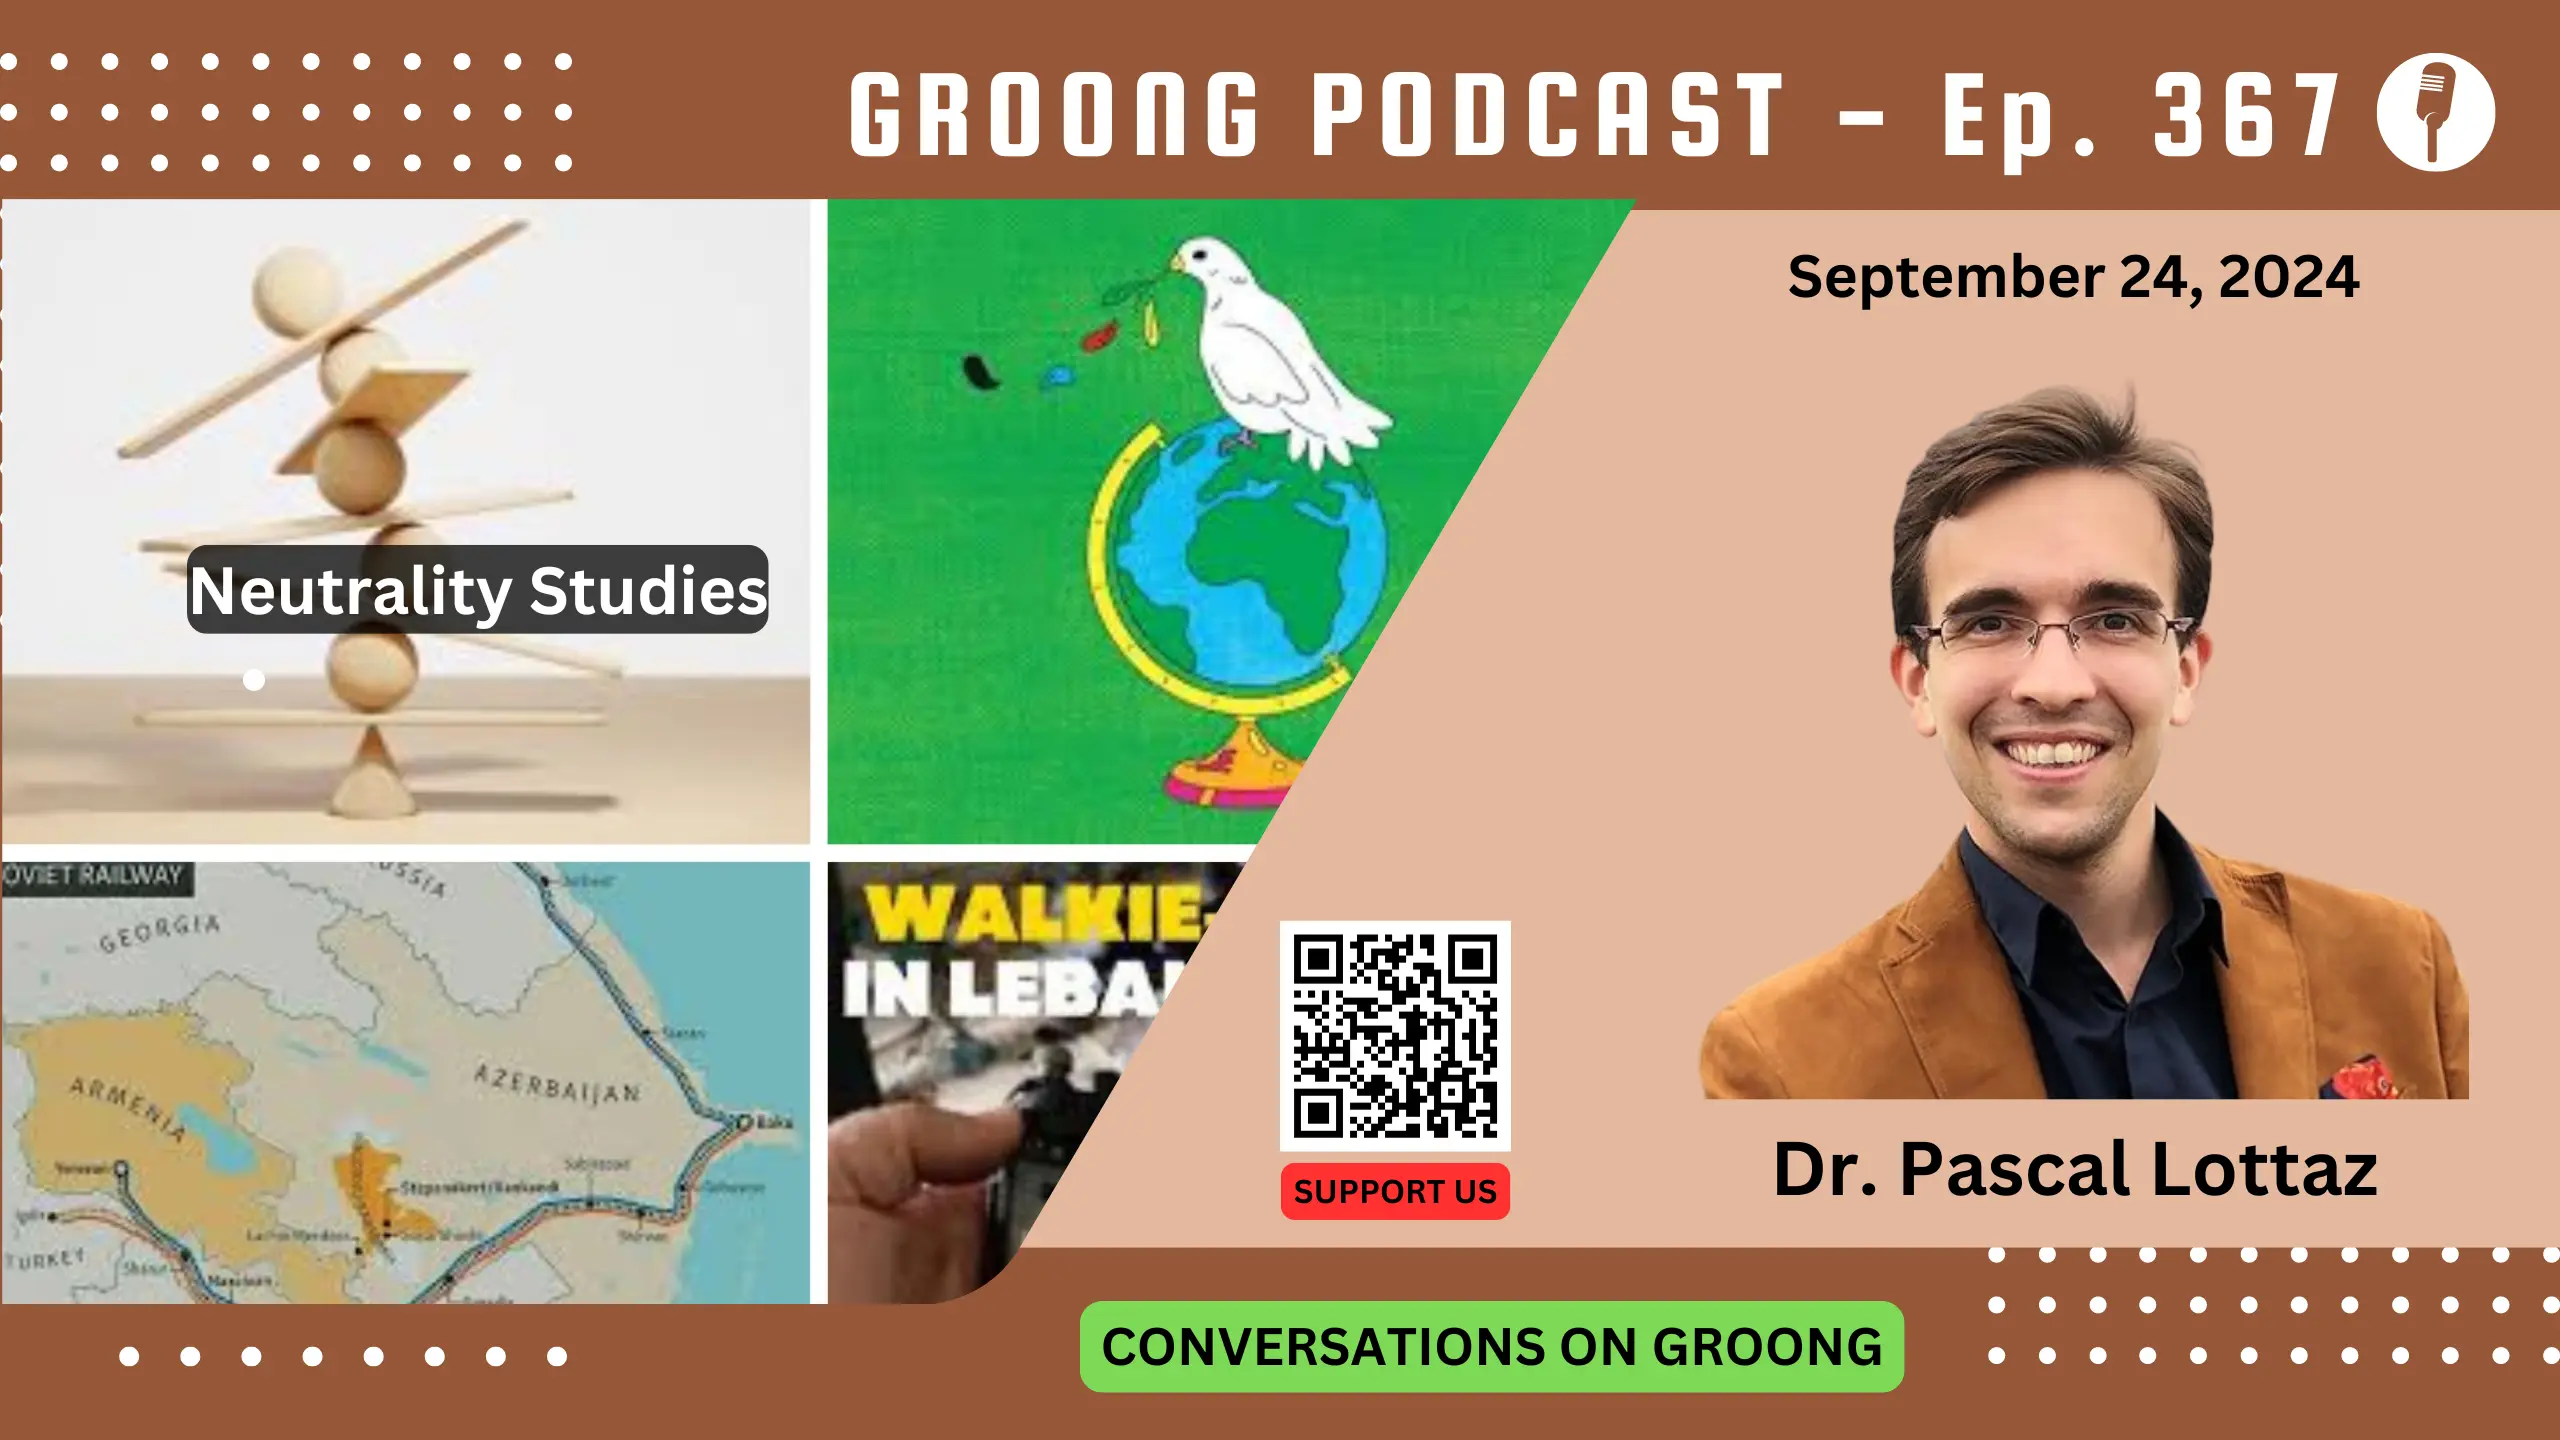 GROONG PODCAST – Ep. 367
September 24, 2024
Neutrality Studies
OVIET RAILWAY
GEORGIA
ARMENIA
AZERBAIJAN
Baku
TURKEY
WALKIE-
IN LEBA
SUPPORT US
Dr. Pascal Lottaz
CONVERSATIONS ON GROONG